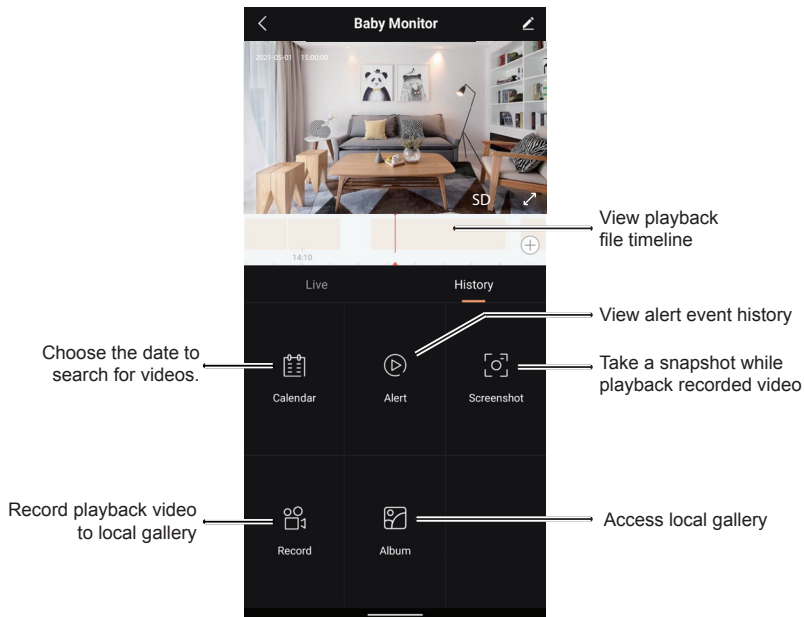 Baby Monitor
2021-05-01 15:00:00
SD
View playback
file timeline
14:10
Live
History
View alert event history
Choose the date to
search for videos.
Take a snapshot while
playback recorded video
Calendar
Alert
Screenshot
Record playback video
to local gallery
Access local gallery
Record
Album